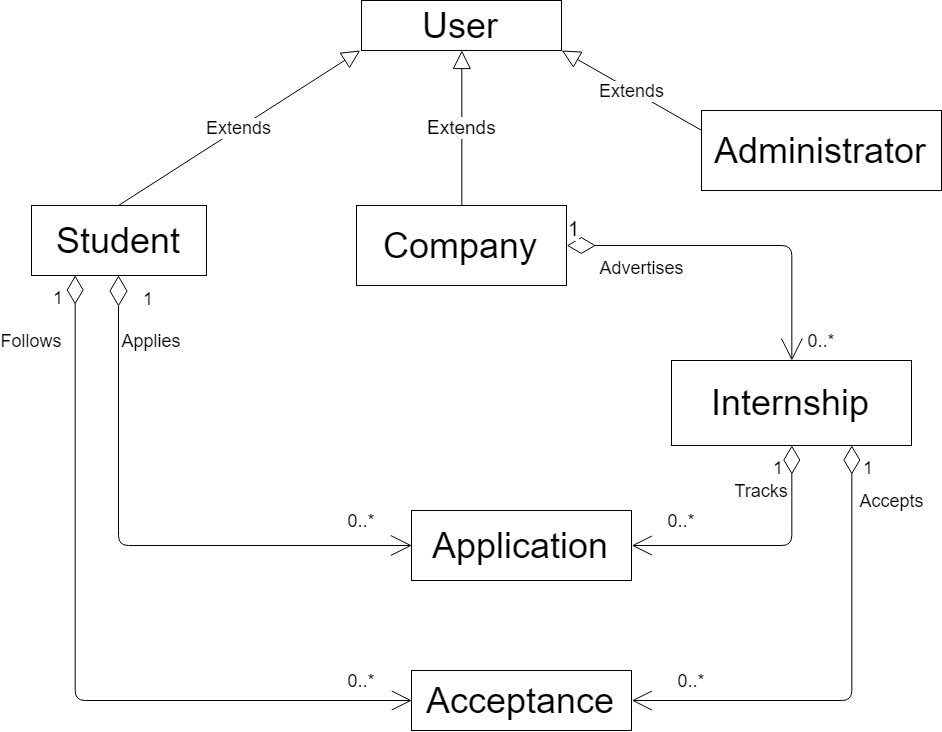 User
Extends
Extends
Extends
Administrator
Student
Company
1
Advertises
1
1
Follows
Applies
0..*
Internship
1
1
Tracks
Accepts
0..*
0..*
Application
0..*
0..*
Acceptance